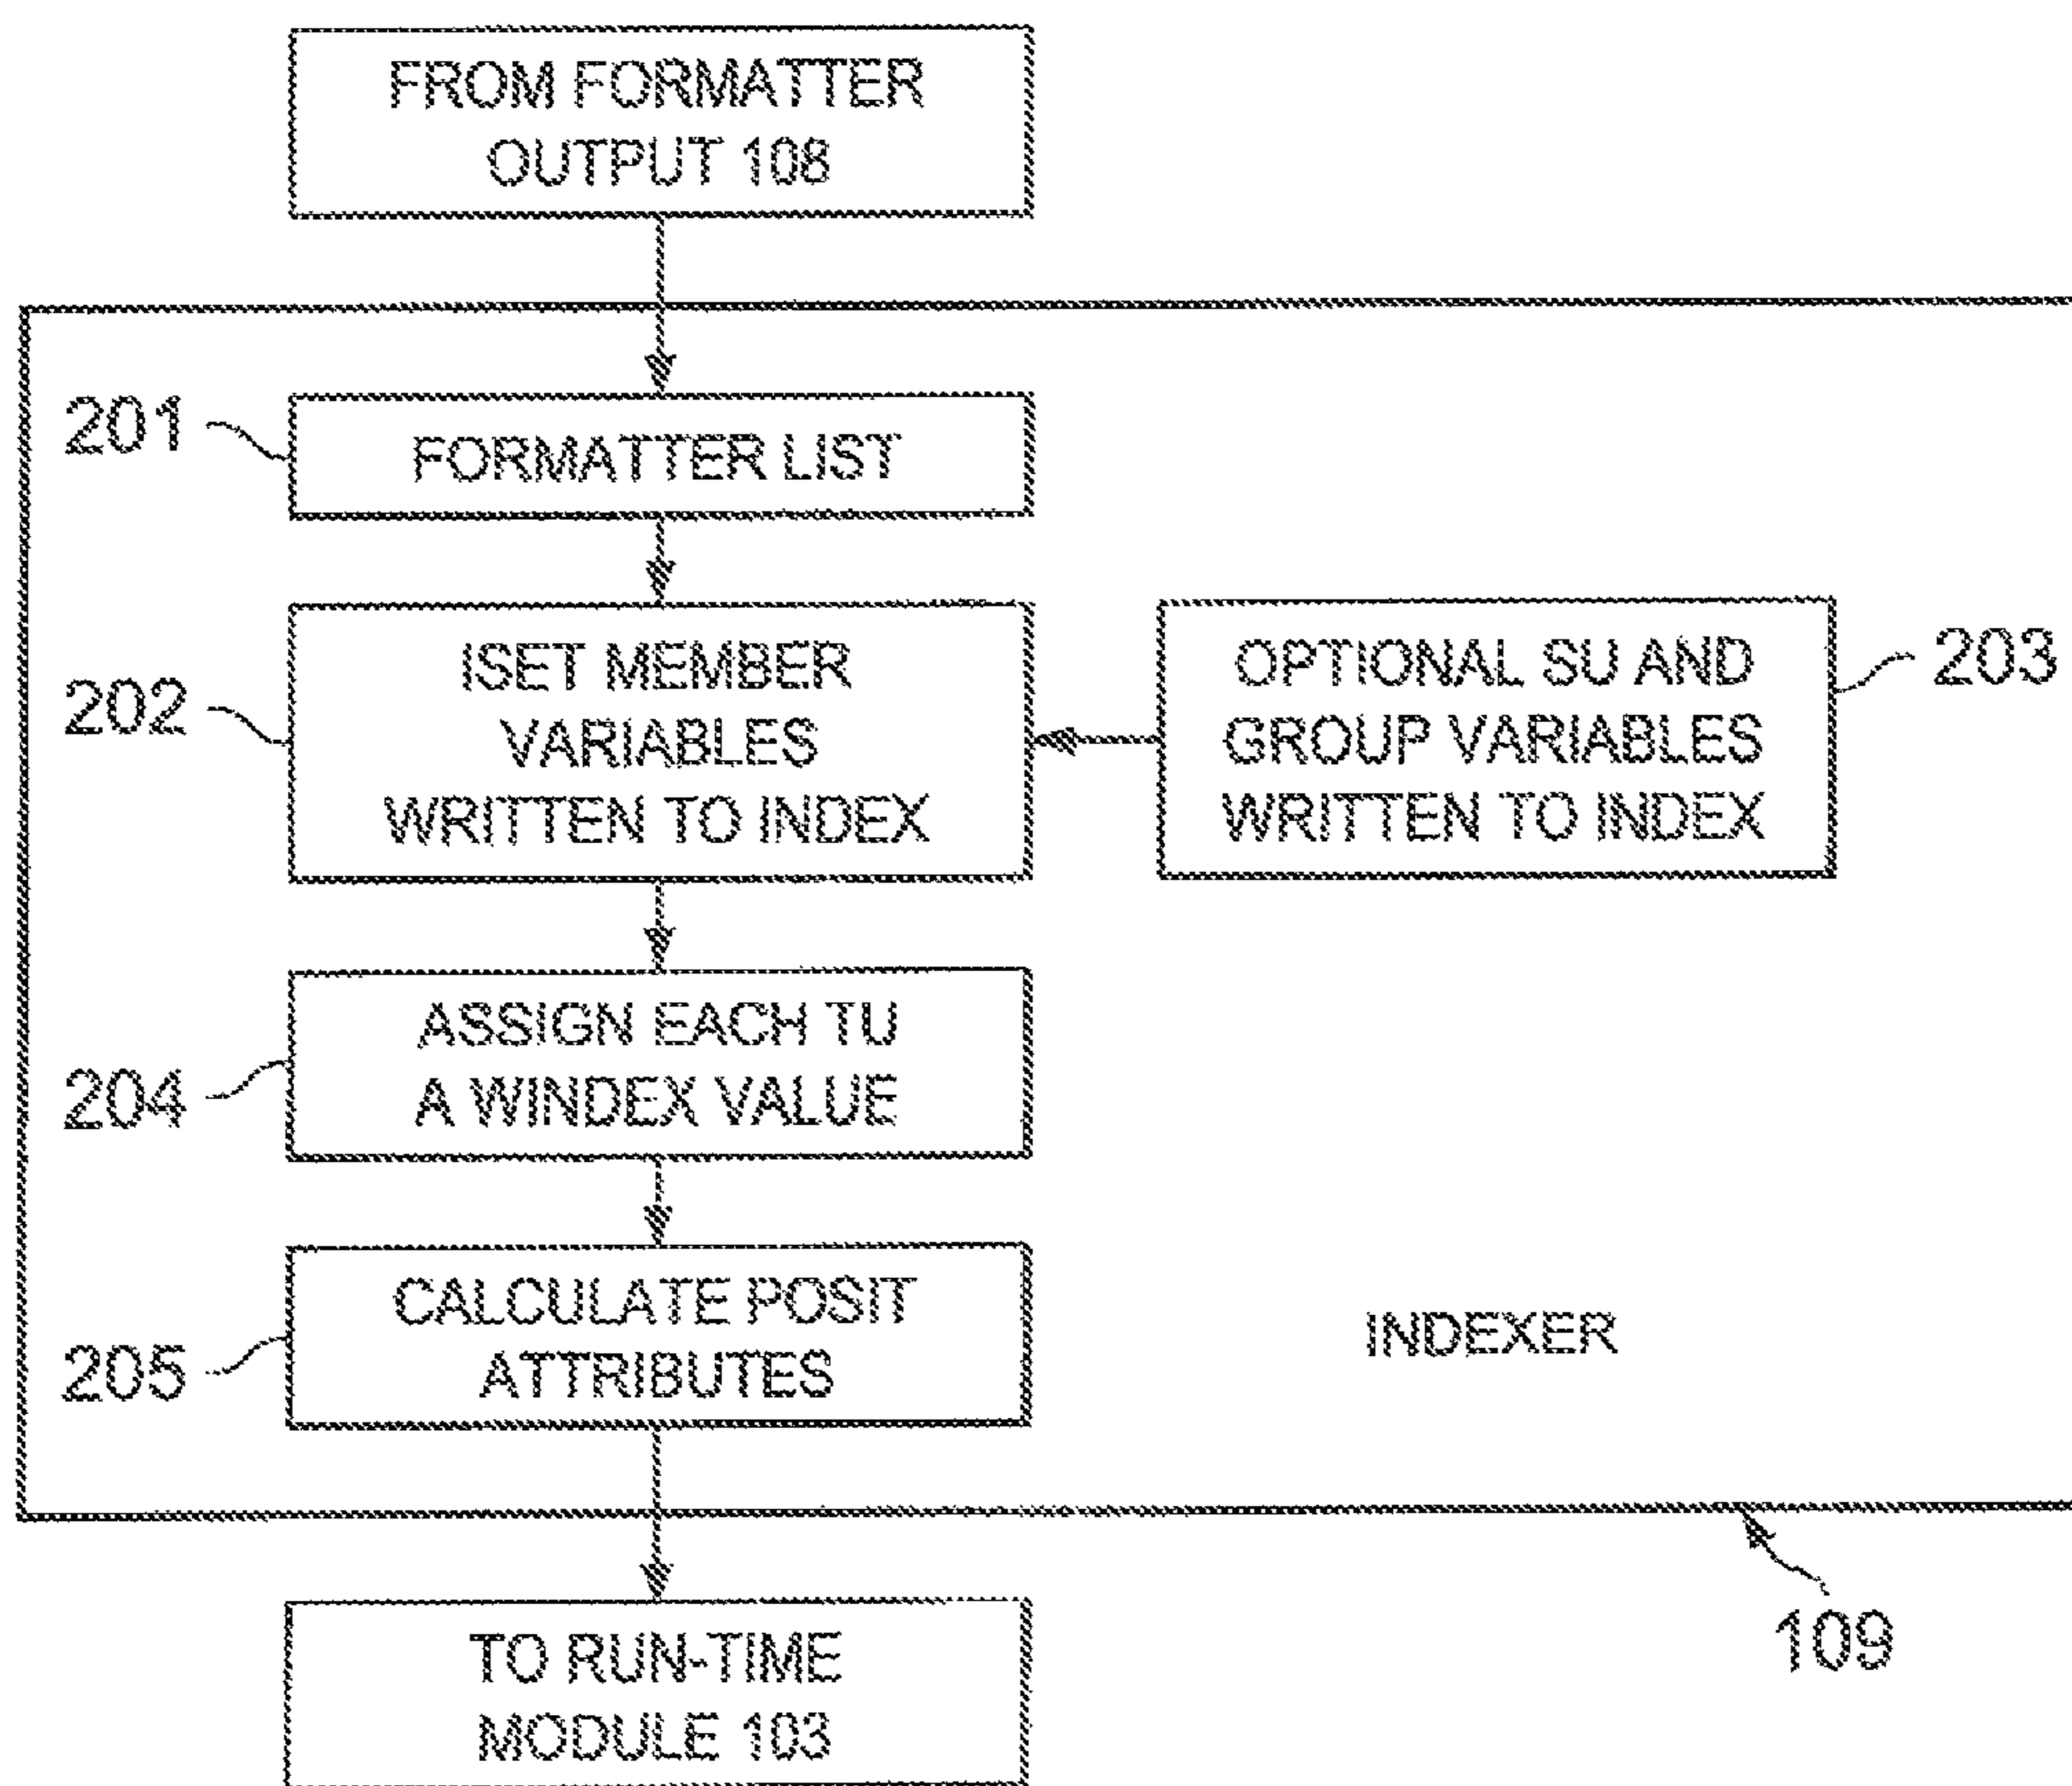 FROM FORMATTER
OUTPUT 108
201
FORMATTER LIST
202
ISET MEMBER
VARIABLES
WRITTEN TO INDEX
OPTIONAL SU AND
GROUP VARIABLES
WRITTEN TO INDEX
203
204
ASSIGN EACH TU
A WINDEX VALUE
205
CALCULATE POSIT
ATTRIBUTES
INDEXER
109
TO RUN-TIME
MODULE 103